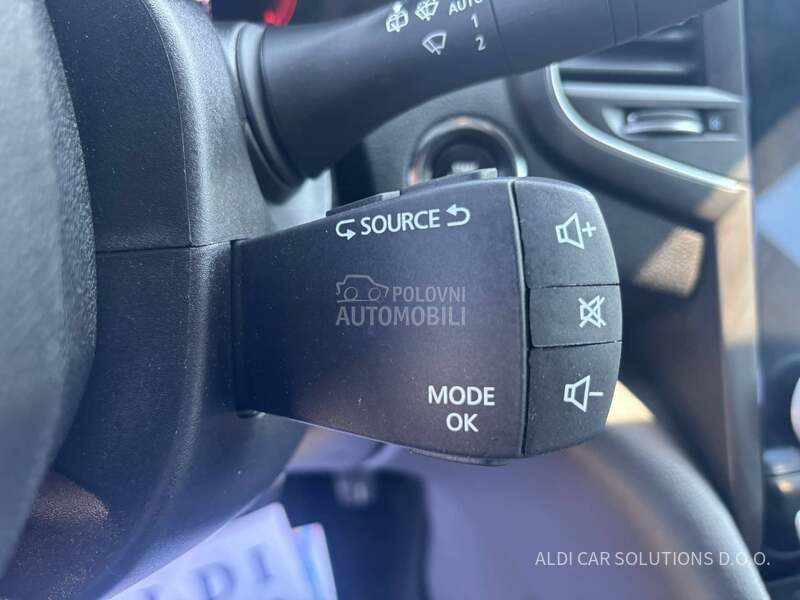 AUTO
1
2
SOURCE
POLOVNI
AUTOMOBILI
+
-
MODE
OK
ALDI CAR SOLUTIONS D.O.O.